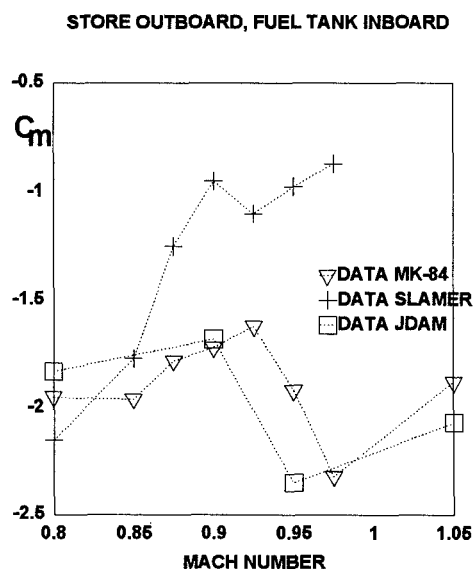 STORE OUTBOARD, FUEL TANK INBOARD
-0.5
Cm
-1
-1.5
-2
-2.5
DATA MK-84
DATA SLAMER
DATA JDAM
0.8 0.85 0.9 0.95 1 1.05
MACH NUMBER